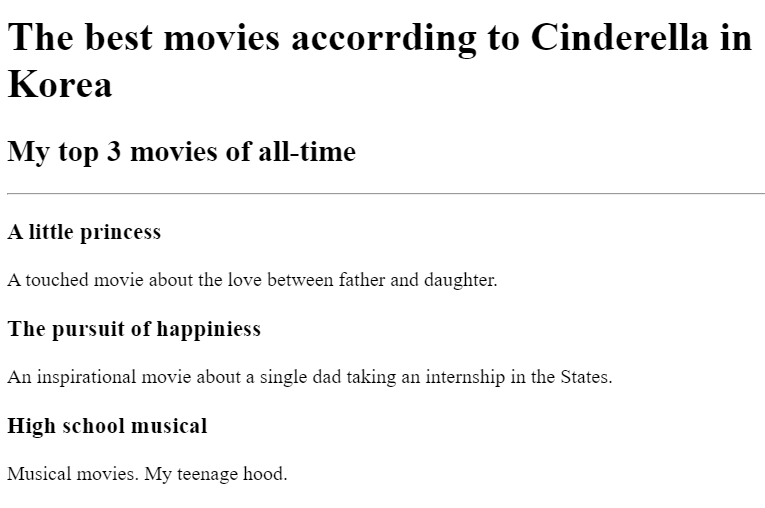 The best movies accorrding to Cinderella in
Korea
My top 3 movies of all-time
A little princess
A touched movie about the love between father and daughter.
The pursuit of happiniess
An inspirational movie about a single dad taking an internship in the States.
High school musical
Musical movies. My teenage hood.